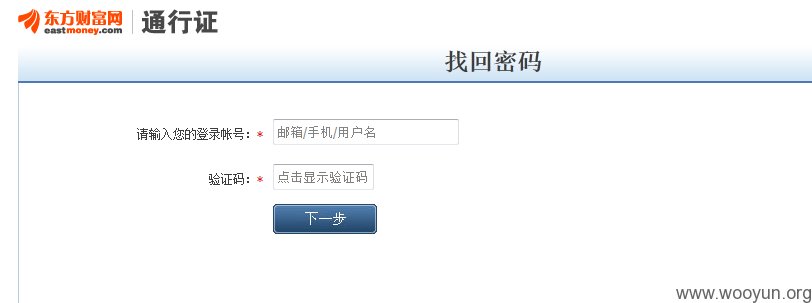 东方财富网 通行证
eastmoney.com
找回密码
请输入您的登录帐号：* 邮箱/手机/用户名
验证码：* 点击显示验证码
下一步
www.wooyun.org